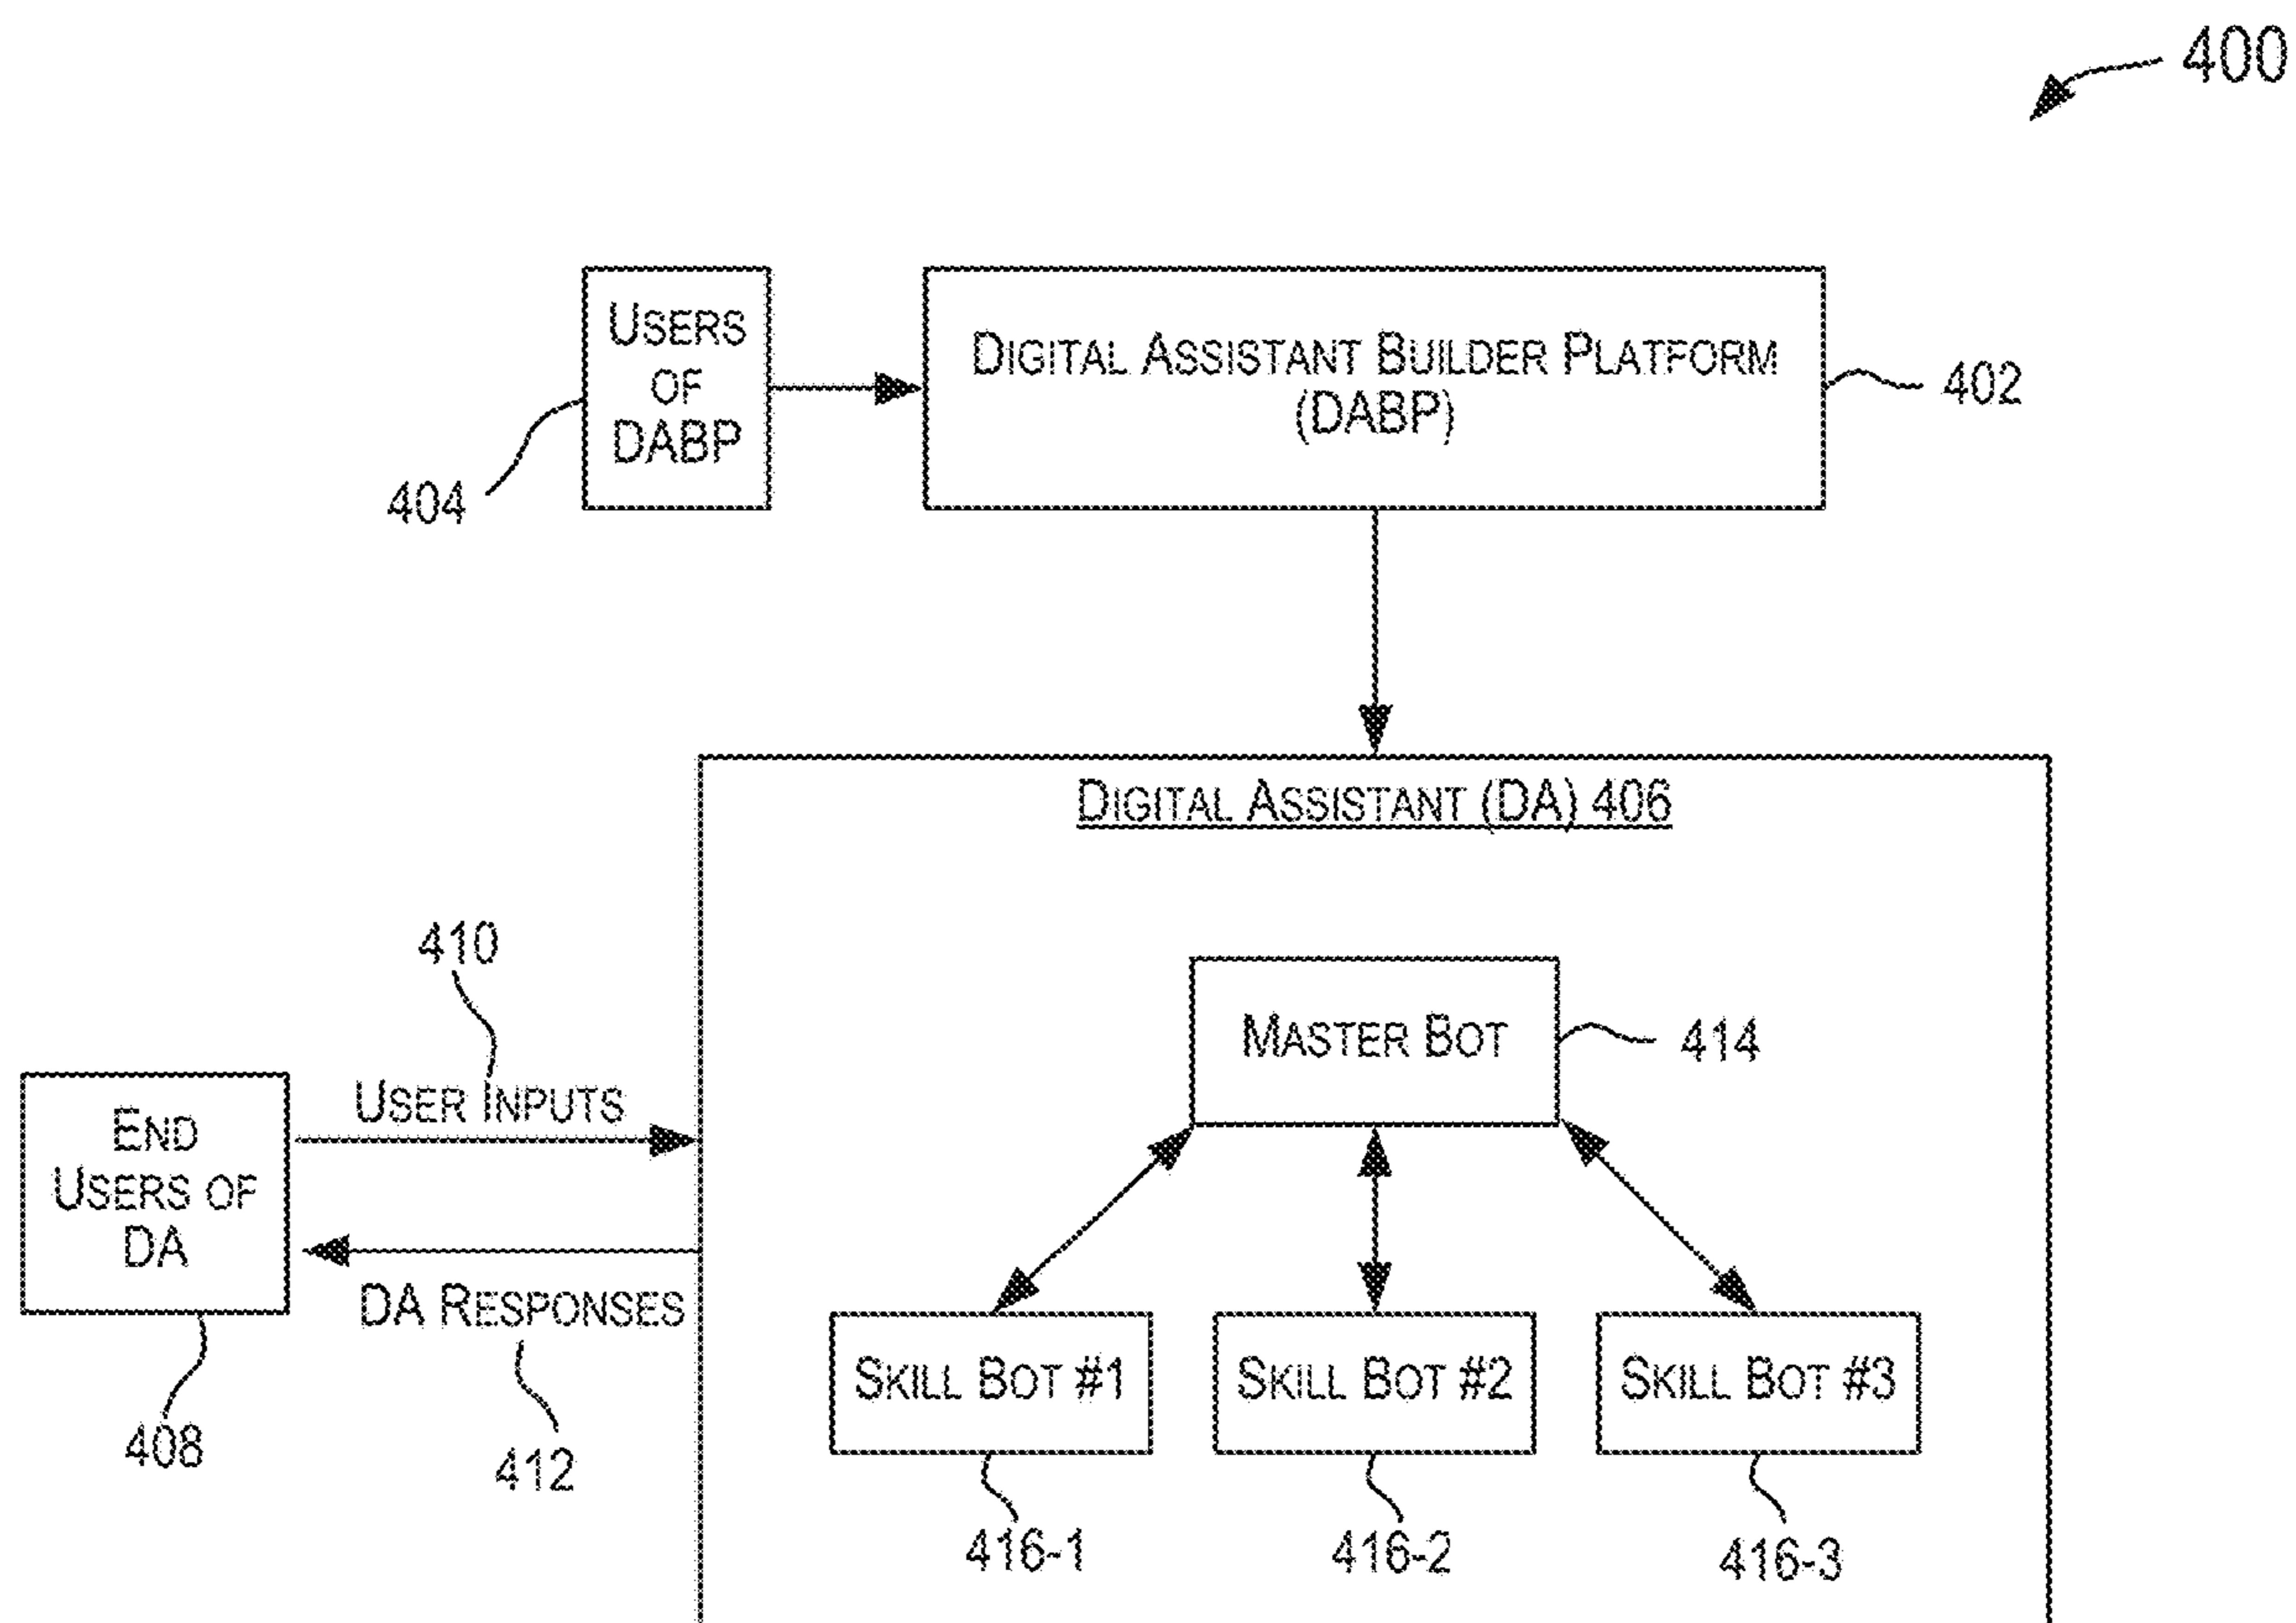 400
USERS
OF
DABP
404
DIGITAL ASSISTANT BUILDER PLATFORM
(DABP)
402
DIGITAL ASSISTANT (DA) 406
410
USER INPUTS
END
USERS OF
DA
DA RESPONSES
408
412
MASTER BOT
414
SKILL BOT #1
SKILL BOT #2
SKILL BOT #3
416-1
416-2
416-3